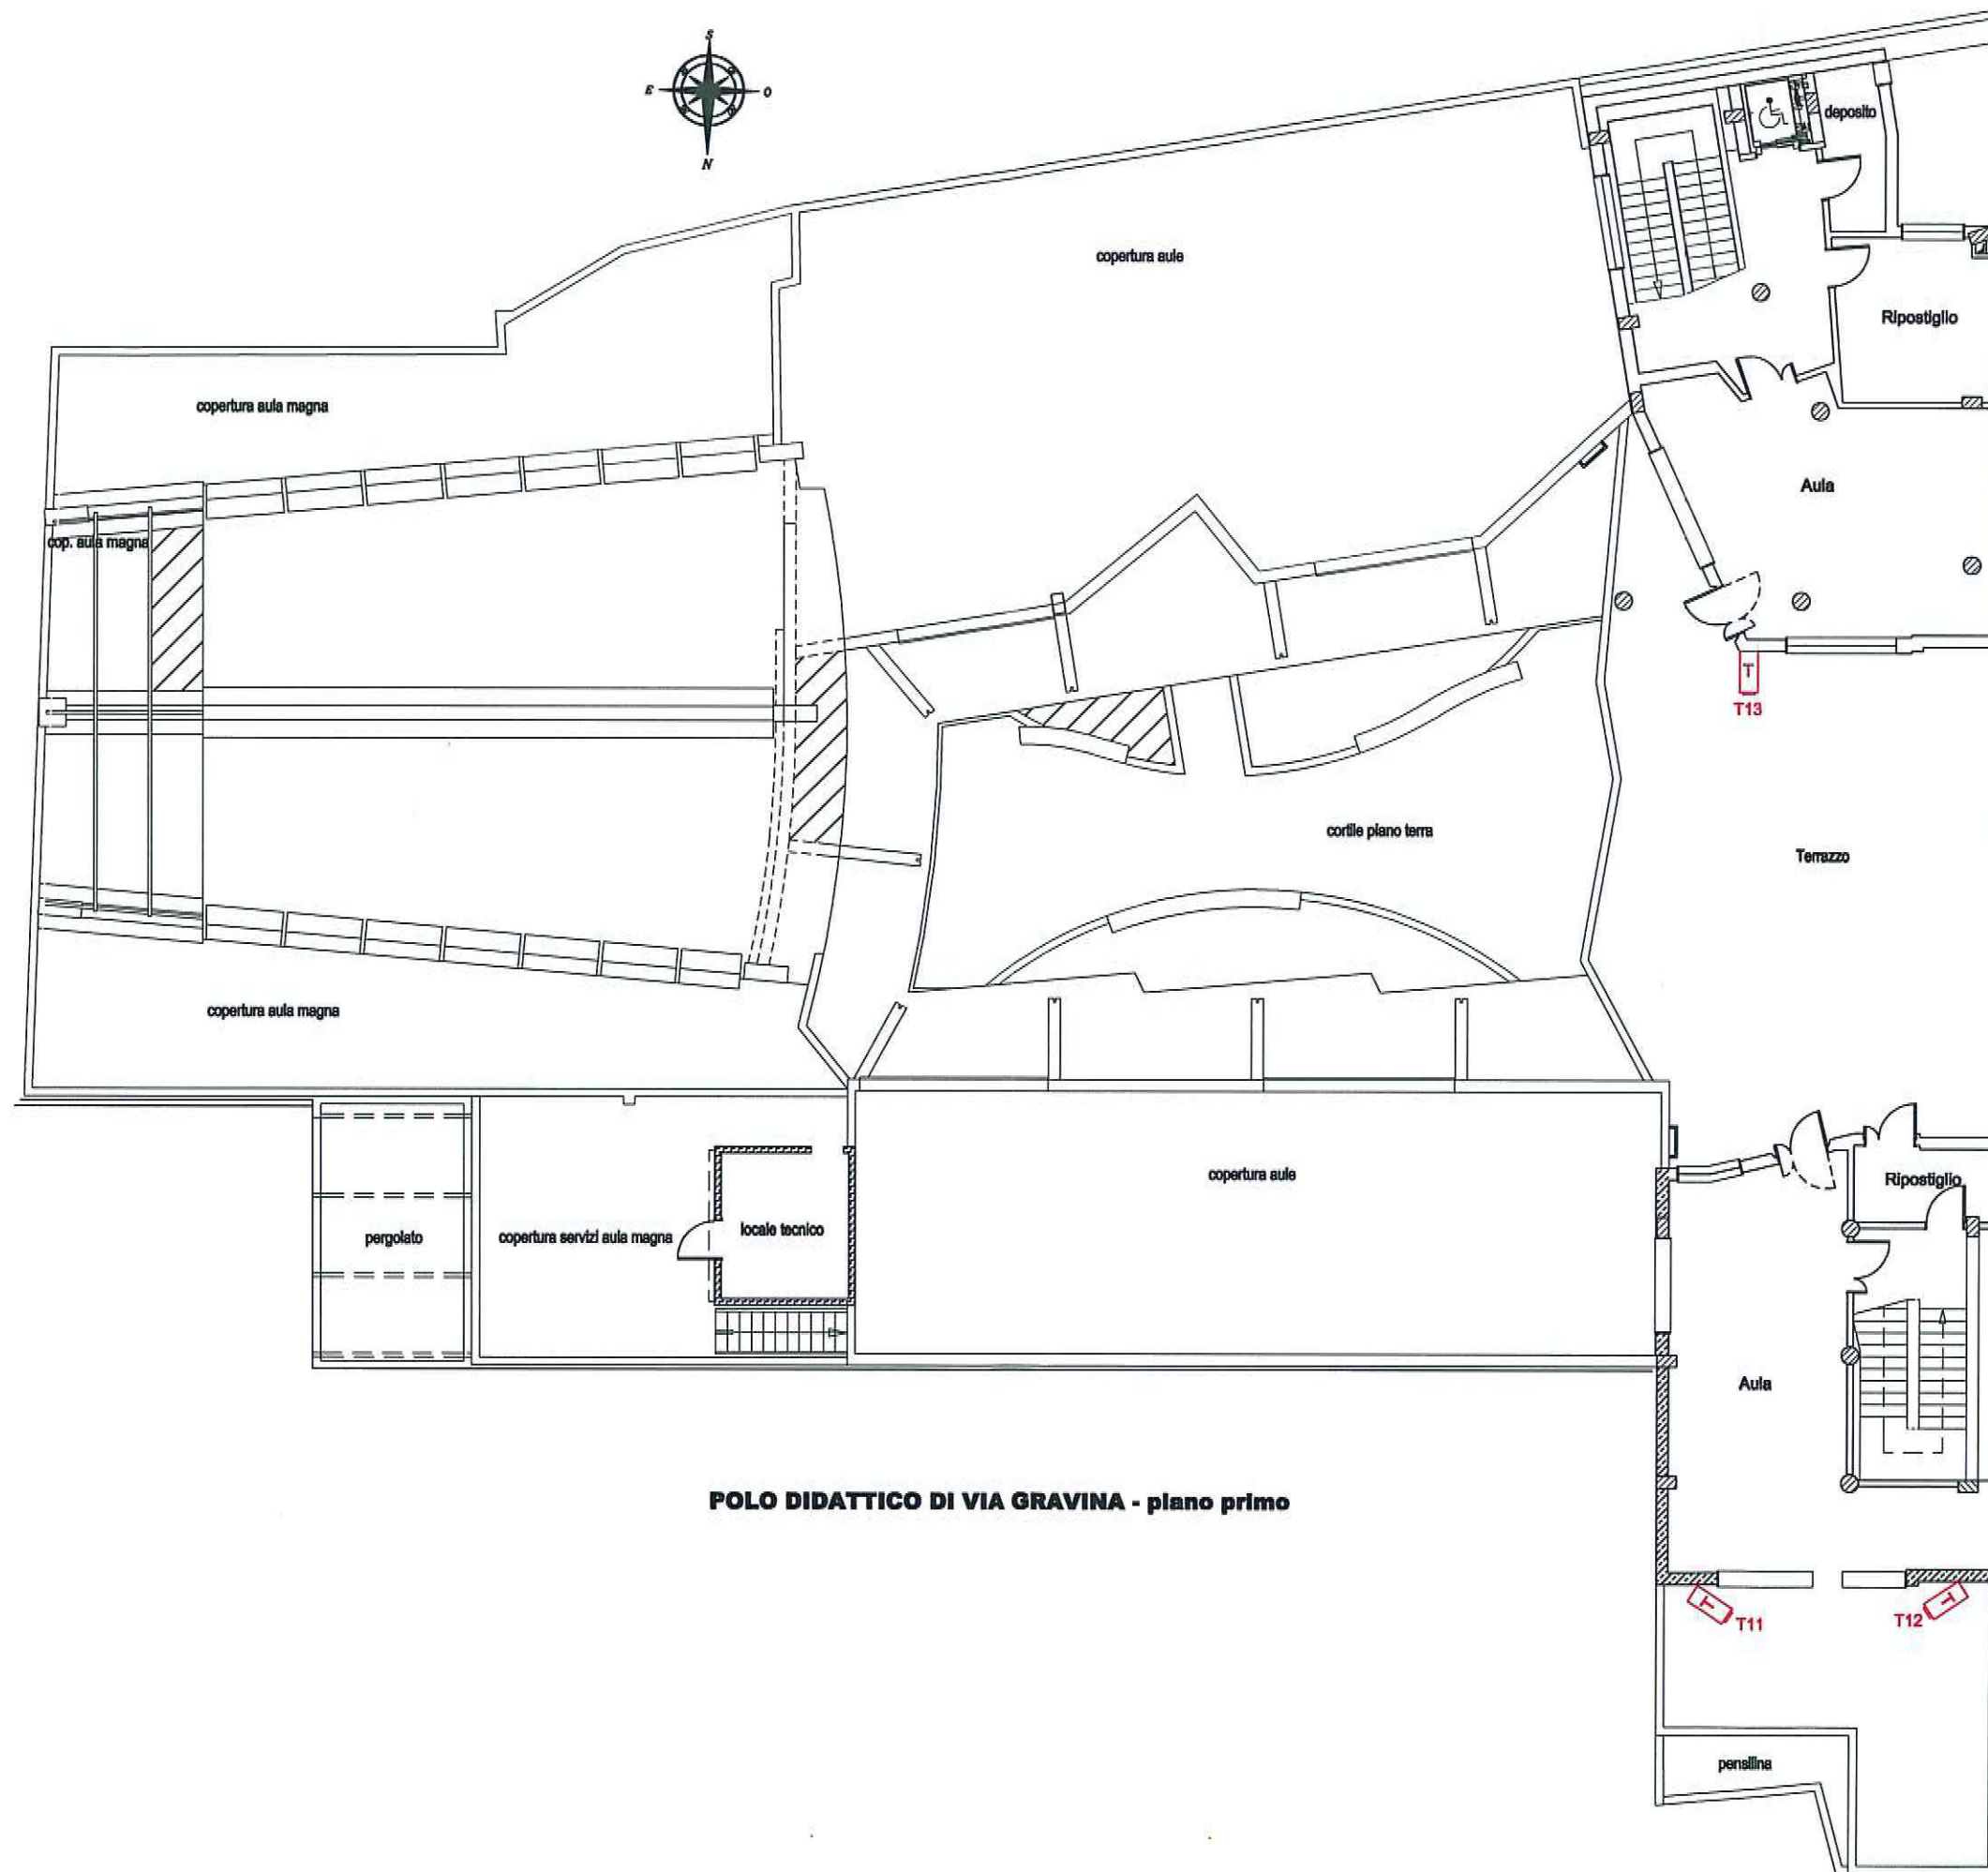 S
E
O
N
deposito
copertura aule
Ripostiglio
copertura aula magna
Aula
cop. aula magna
T
T13
cortile piano terra
Terrazzo
copertura aula magna
copertura aule
Ripostiglio
pergolato
copertura servizi aula magna
locale tecnico
Aula
POLO DIDATTICO DI VIA GRAVINA - piano primo
T
T11
T12
T
pensilina